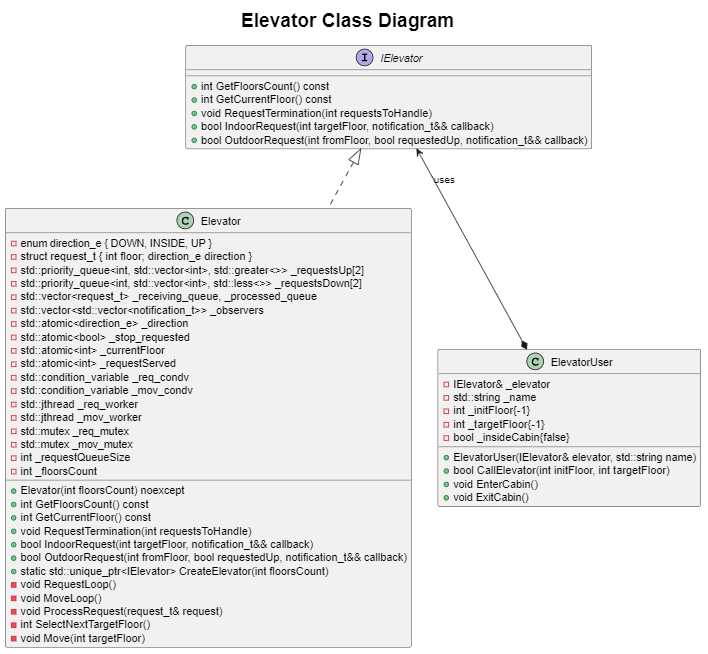 Elevator Class Diagram
I
IElevator
int GetFloorsCount() const
int GetCurrentFloor() const
void RequestTermination(int requestsToHandle)
bool IndoorRequest(int targetFloor, notification_t&& callback)
bool OutdoorRequest(int fromFloor, bool requestedUp, notification_t&& callback)
uses
C
Elevator
enum direction_e { DOWN, INSIDE, UP }
struct request_t { int floor; direction_e direction }
std::priority_queue<int, std::vector<int>, std::greater<>> _requestsUp[2]
std::priority_queue<int, std::vector<int>, std::less<>> _requestsDown[2]
std::vector<request_t> _receiving_queue, _processed_queue
std::vector<std::vector<notification_t>> _observers
std::atomic<direction_e> _direction
std::atomic<bool> _stop_requested
std::atomic<int> _currentFloor
std::atomic<int> _requestServed
std::condition_variable _req_condv
std::condition_variable _mov_condv
std::jthread _req_worker
std::jthread _mov_worker
std::mutex _req_mutex
std::mutex _mov_mutex
int _requestQueueSize
int _floorsCount
Elevator(int floorsCount) noexcept
int GetFloorsCount() const
int GetCurrentFloor() const
void RequestTermination(int requestsToHandle)
bool IndoorRequest(int targetFloor, notification_t&& callback)
bool OutdoorRequest(int fromFloor, bool requestedUp, notification_t&& callback)
static std::unique_ptr<IElevator> CreateElevator(int floorsCount)
void RequestLoop()
void MoveLoop()
void ProcessRequest(request_t& request)
int SelectNextTargetFloor()
void Move(int targetFloor)
C
ElevatorUser
IElevator& _elevator
std::string _name
int _initFloor{-1}
int _targetFloor{-1}
bool _insideCabin{false}
ElevatorUser(IElevator& elevator, std::string name)
bool CallElevator(int initFloor, int targetFloor)
void EnterCabin()
void ExitCabin()